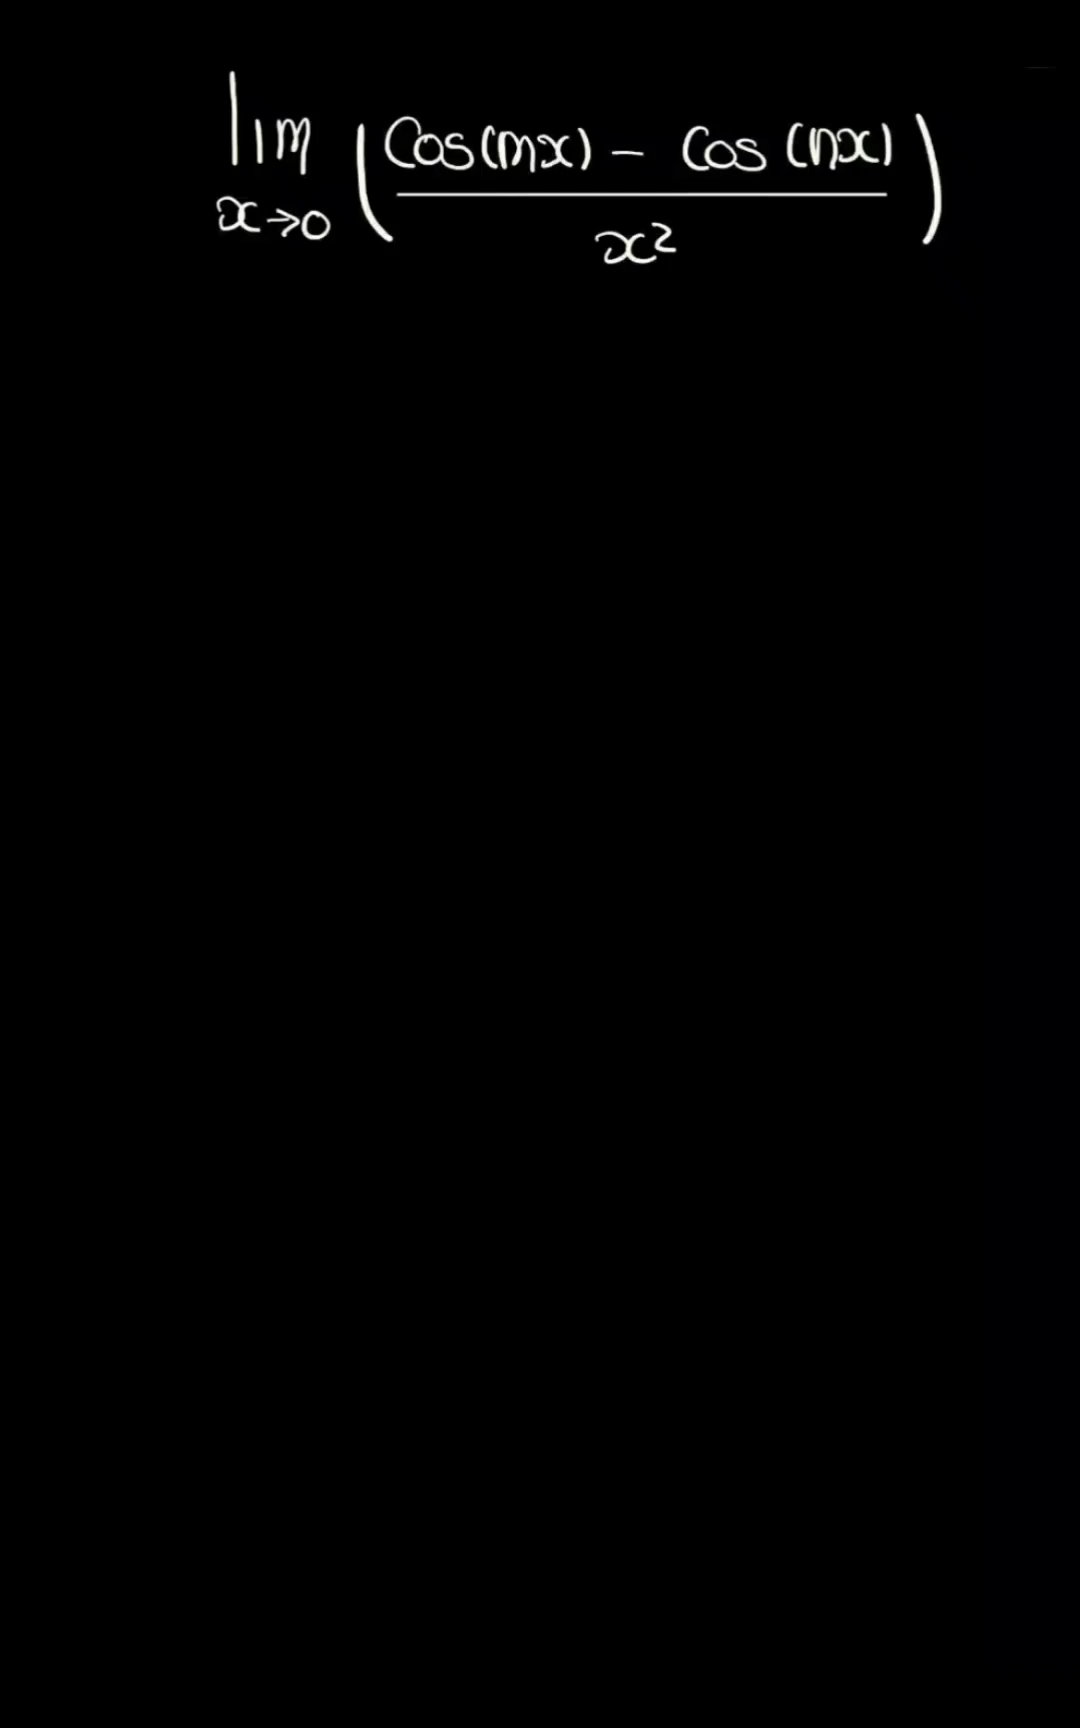 lim (Cos(mx) - Cos(nx))
x→0 x²